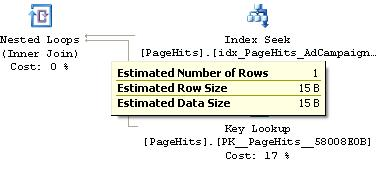 Nested Loops
(Inner Join)
Cost: 0 %
Index Seek
[PageHits].[idx_PageHits_AdCampaign…
Estimated Number of Rows 1
Estimated Row Size 15 B
Estimated Data Size 15 B
Key Lookup
[PageHits].[PK__PageHits__58008E0B]
Cost: 17 %